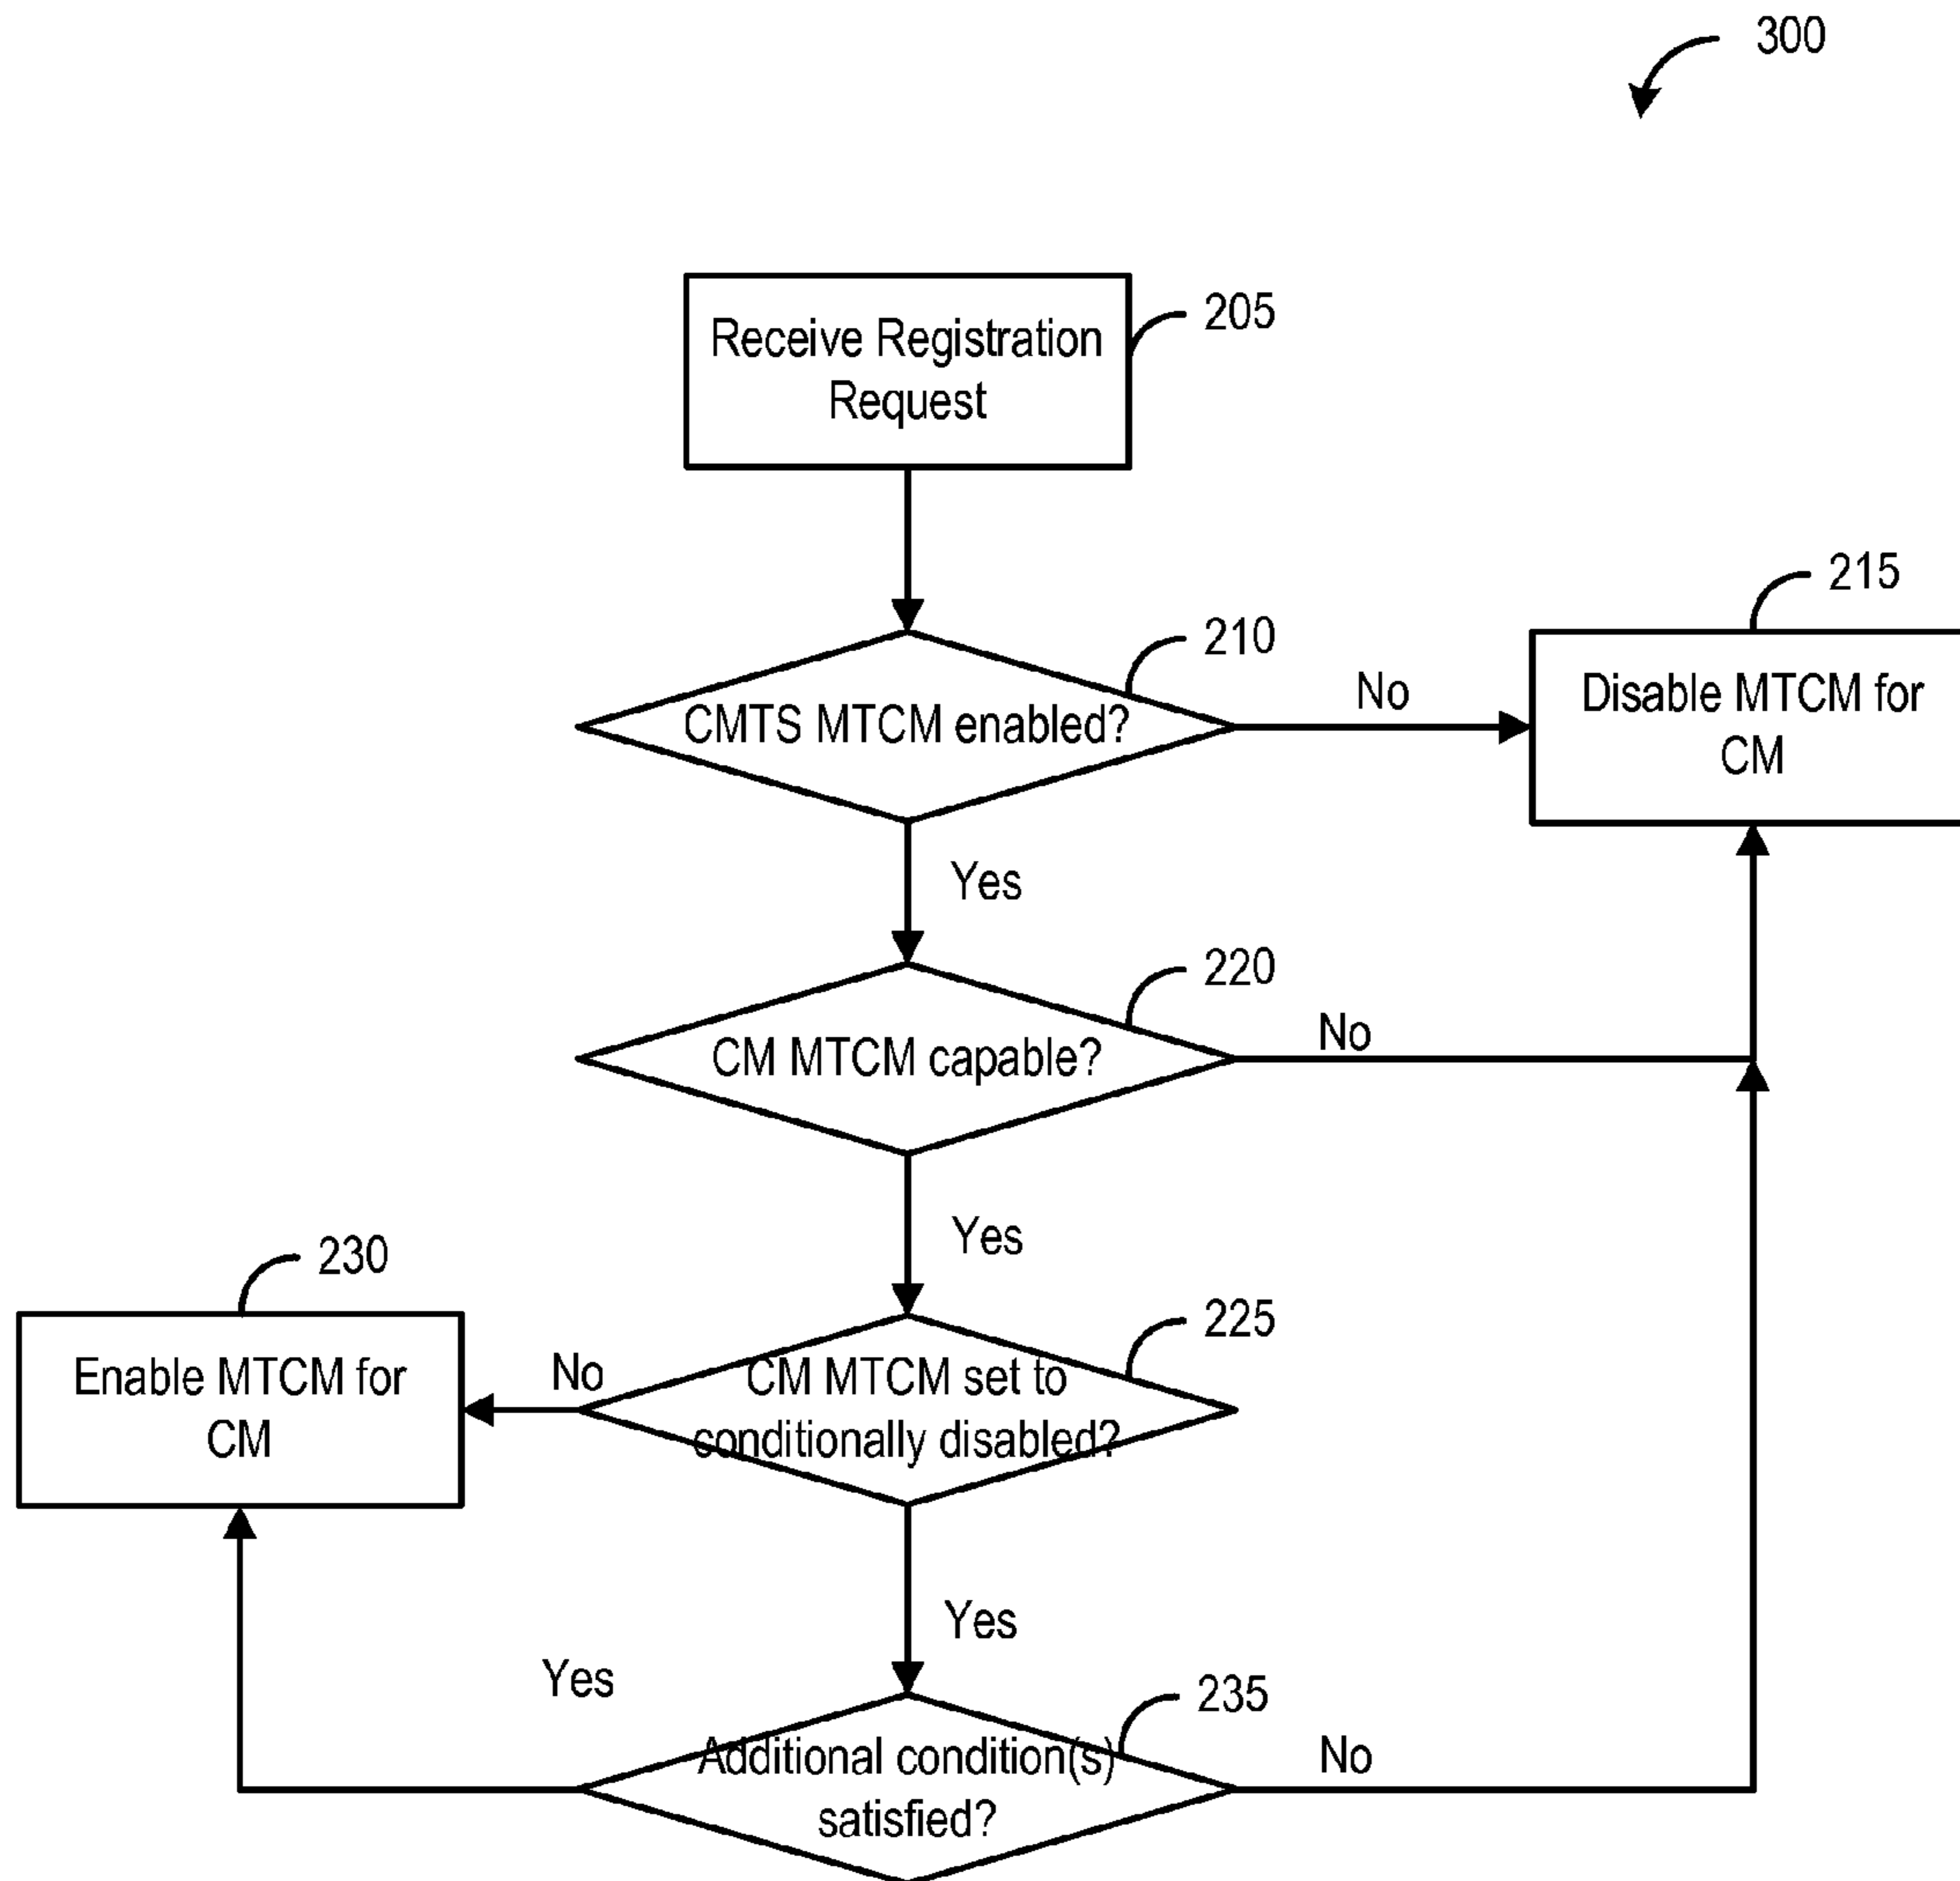 300
Receive Registration
Request
205
CMTS MTCM enabled?
210
No
Disable MTCM for
CM
215
Yes
CM MTCM capable?
220
No
Yes
CM MTCM set to
conditionally disabled?
225
No
Enable MTCM for
CM
230
Yes
Additional condition(s)
satisfied?
235
Yes
No